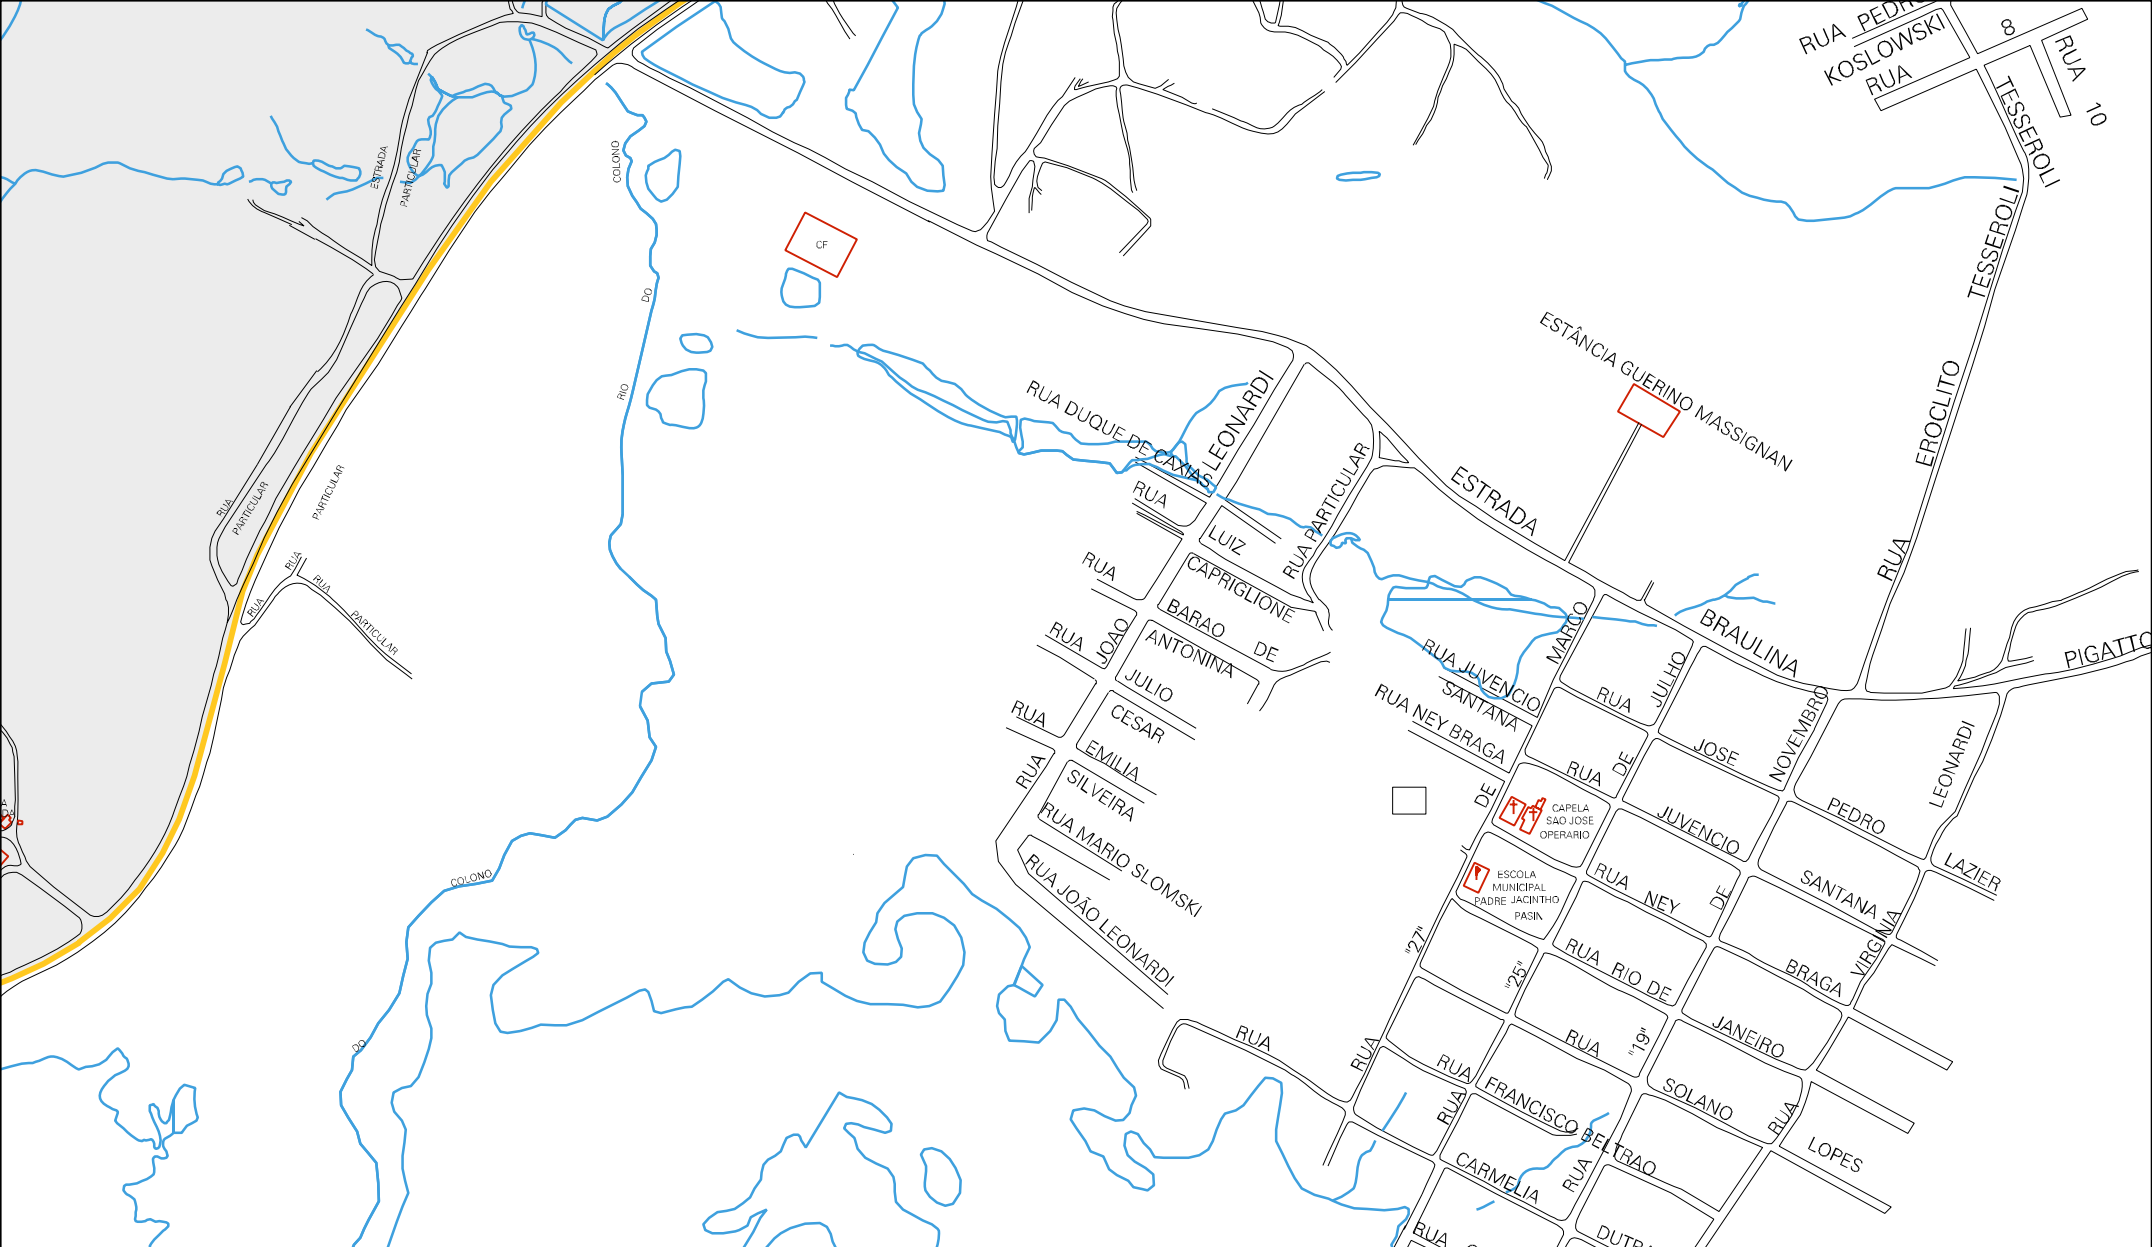 RUA PEDRO
KOSLOWSKI
RUA
8
RUA 10
TESSEROLI
ESTRADA
PARTICULAR
COLONO
DO
RIO
CF
TESSEROLI
EROCLITO
RUA
ESTÂNCIA GUERINO MASSIGNAN
RUA DUQUE DE CAXIAS
LEONARDI
JOAO
RUA
RUA PARTICULAR
ESTRADA
BRAULINA
PIGATTO
RUA
PARTICULAR
PARTICULAR
RUA
RUA
RUA
PARTICULAR
RUA
LUIZ
CAPRIGLIONE
RUA
BARAO DE
ANTONINA
RUA
JULIO
CESAR
RUA
EMILIA
SILVEIRA
RUA MARIO SLOMSKI
RUA JOÃO LEONARDI
MARÇO
DE
"27"
RUA
JULHO
DE
"25"
RUA
NOVEMBRO
DE
"19"
RUA
LEONARDI
VIRGINIA
RUA
RUA JUVENCIO
SANTANA
RUA NEY BRAGA
RUA
JOSE
PEDRO
LAZIER
RUA
JUVENCIO
SANTANA
CAPELA
SAO JOSE
OPERARIO
RUA
NEY
BRAGA
ESCOLA
MUNICIPAL
PADRE JACINTHO
PASIN
RUA RIO DE
JANEIRO
RUA
SOLANO
LOPES
RUA
FRANCISCO BELTRAO
RUA
CARMELIA
DUTRA
RUA
COLONO
DO